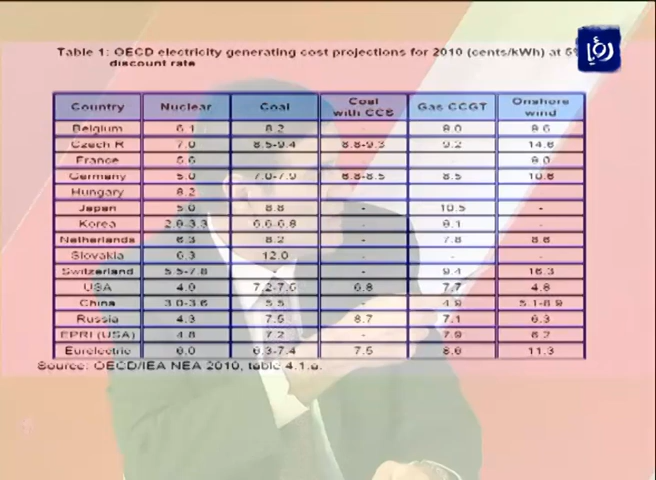 رؤيا
Table 1: OECD electricity generating cost projections for 2010 (cents/kWh) at 5%
discount rate
Country Nuclear Coal Coal with CCS Gas CCGT Onshore wind
Belgium 6.1 8.2 - 9.0 9.6
Czech R 7.0 8.5-9.4 8.8-9.3 9.2 14.6
France 5.6 - - - 9.0
Germany 5.0 7.0-7.9 6.8-8.5 8.5 10.6
Hungary 8.2 - -
Japan 5.0 8.8 - 10.5 -
Korea 2.9-3.3 6.6-6.8 - 9.1 -
Netherlands 6.3 8.2 - 7.8 8.6
Slovakia 6.3 12.0 - - -
Switzerland 5.5-7.8 - - 9.4 16.3
USA 4.9 7.2-7.5 6.8 7.7 4.8
China 3.0-3.6 5.5 - 4.9 5.1-8.9
Russia 4.3 7.5 8.7 7.1 6.3
EPRI (USA) 4.8 7.2 - 7.9 6.2
Eurelectric 6.0 6.3-7.4 7.5 8.6 11.3
Source: OECD/IEA NEA 2010, table 4.1.a.